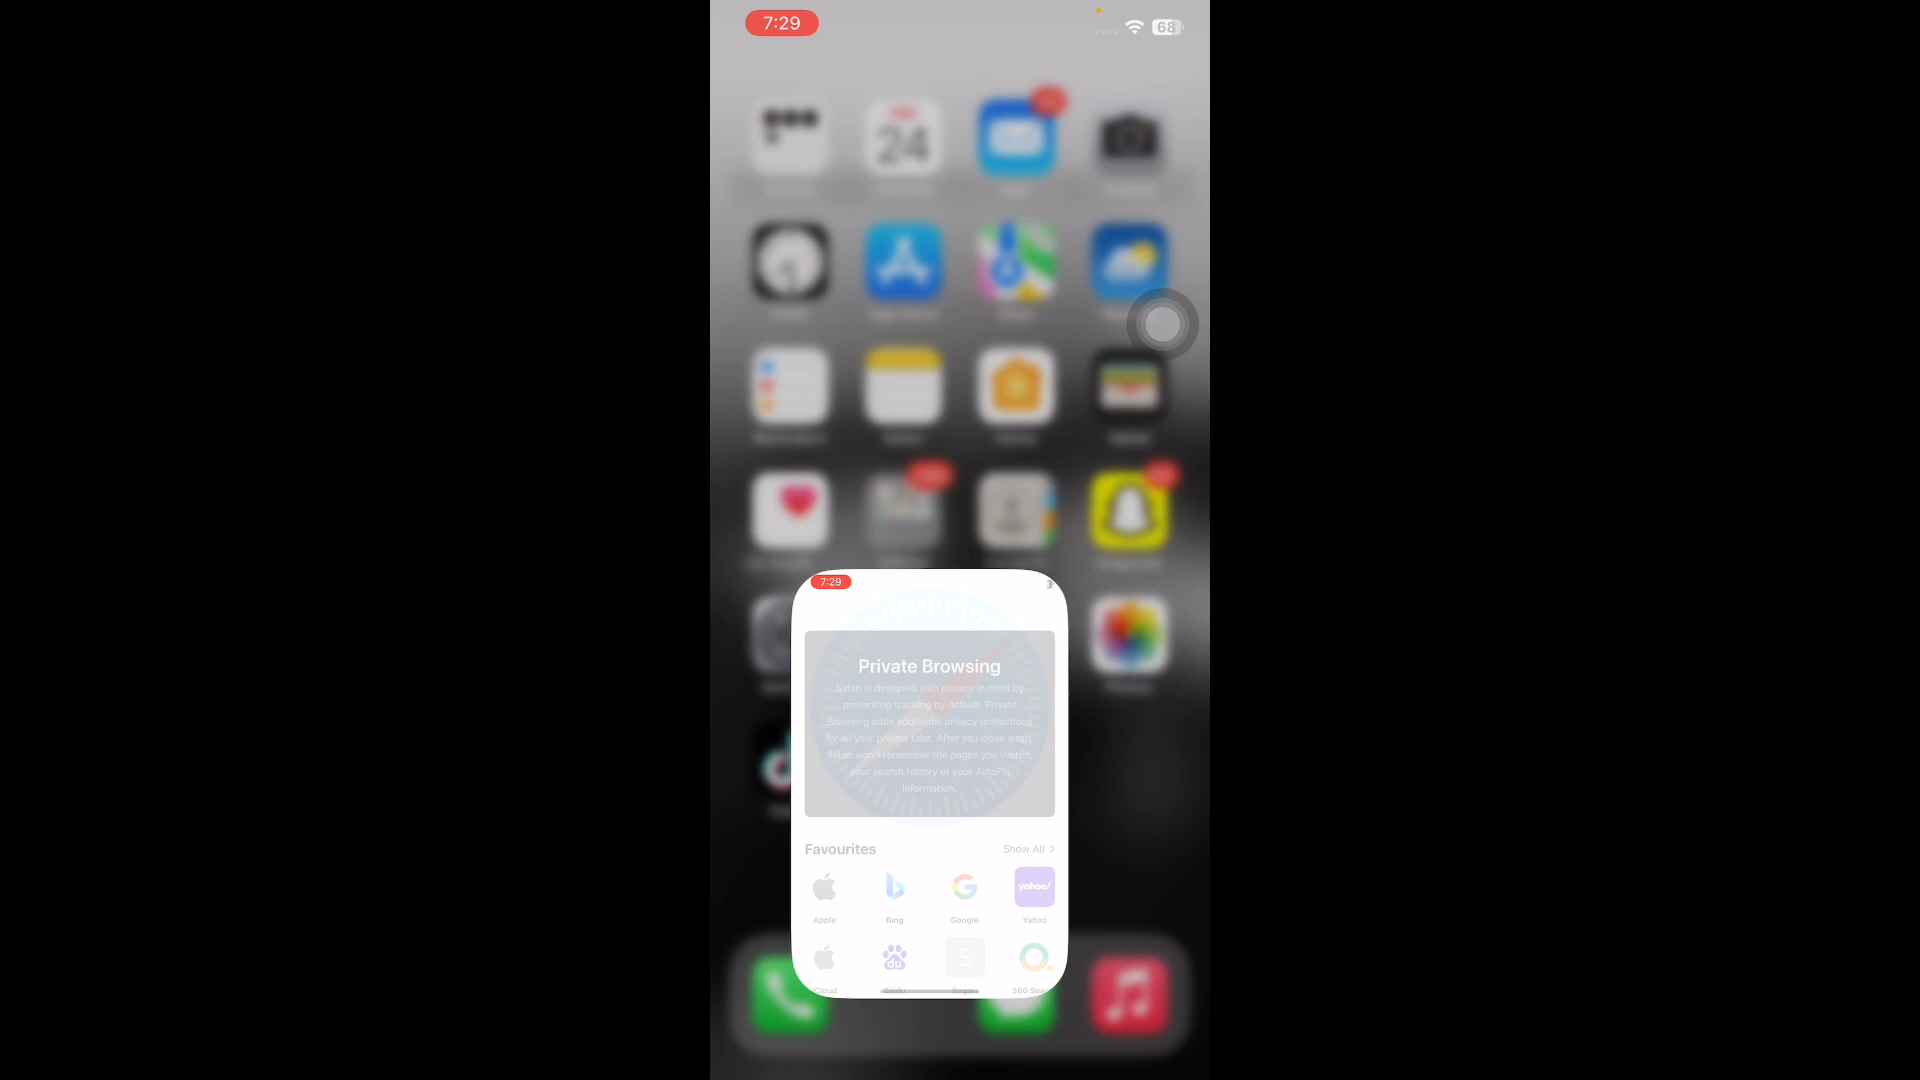 7:29
68
24
7:29
Private Browsing
Safari is designed with privacy in mind by
preventing tracking by default. Private
Browsing adds additional privacy protections
for all your private tabs. After you close a tab,
Safari won't remember the pages you visited,
your search history or your AutoFill
information.
Favourites
Show All
yahoo!
Apple
Bing
Google
Yahoo
du
S
iCloud
Baidu
Sogou
360 Sear